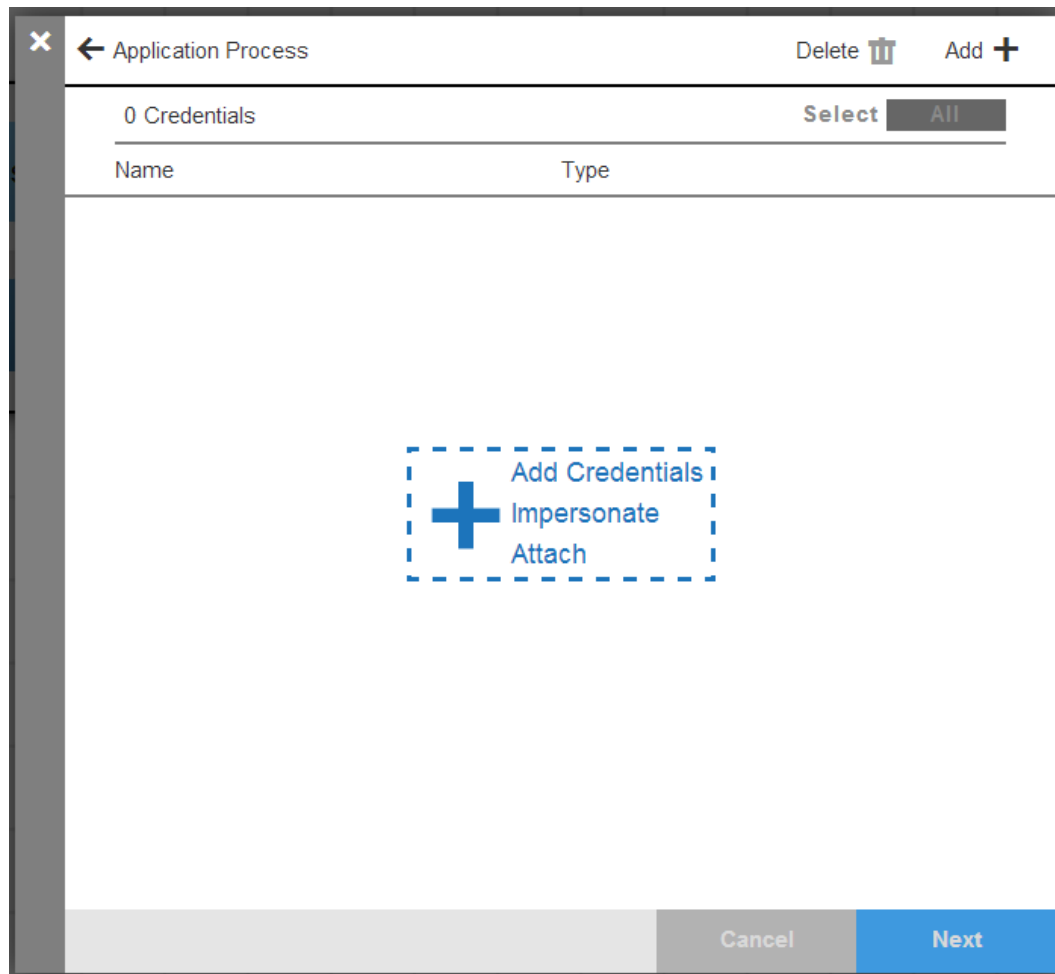 Application Process Delete Add
0 Credentials Select All
Name Type
Add Credentials
Impersonate
Attach
Cancel Next